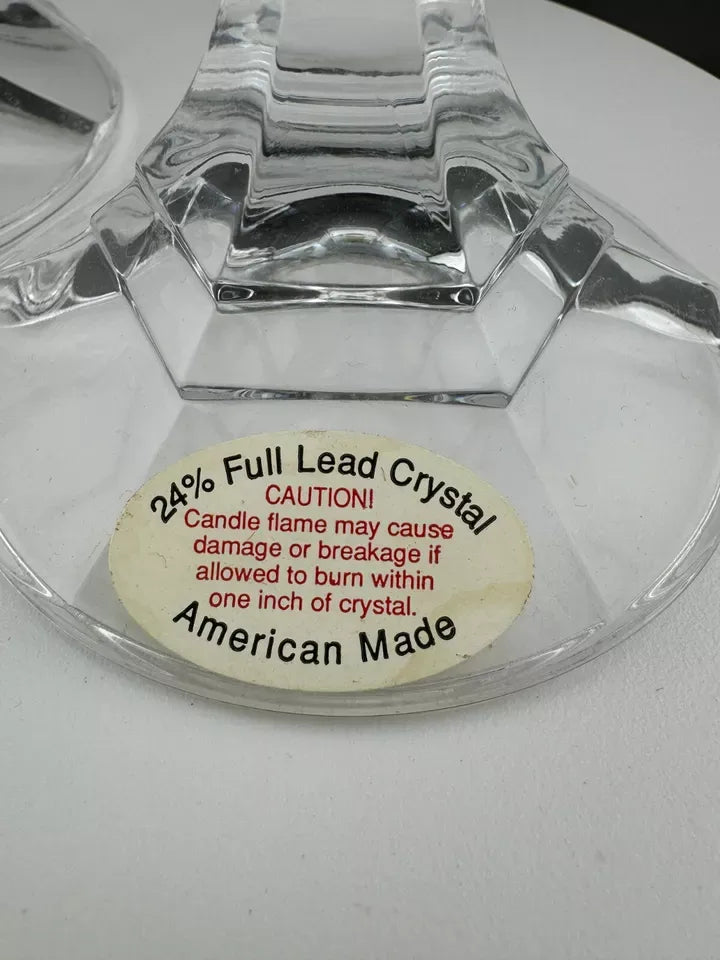 24% Full Lead Crystal
CAUTION!
Candle flame may cause
damage or breakage if
allowed to burn within
one inch of crystal.
American Made